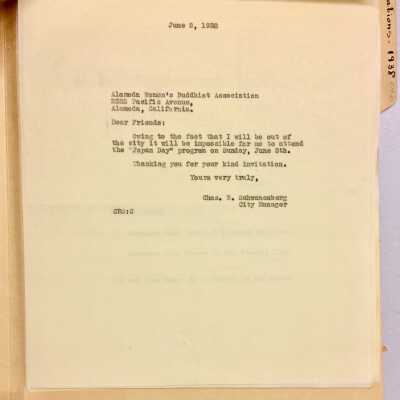 June 2, 1938
Alameda Women's Buddhist Association
Pacific Avenue,
Alameda, California.
Dear Friends:
Owing to the fact that I will be out of
the city it will be impossible for me to attend
the "Japan Day" program on Sunday, June 5th.
Thanking you for your kind invitation.
Yours very truly,
Chas. R. Schwanenberg
City Manager
CRS:C
1938